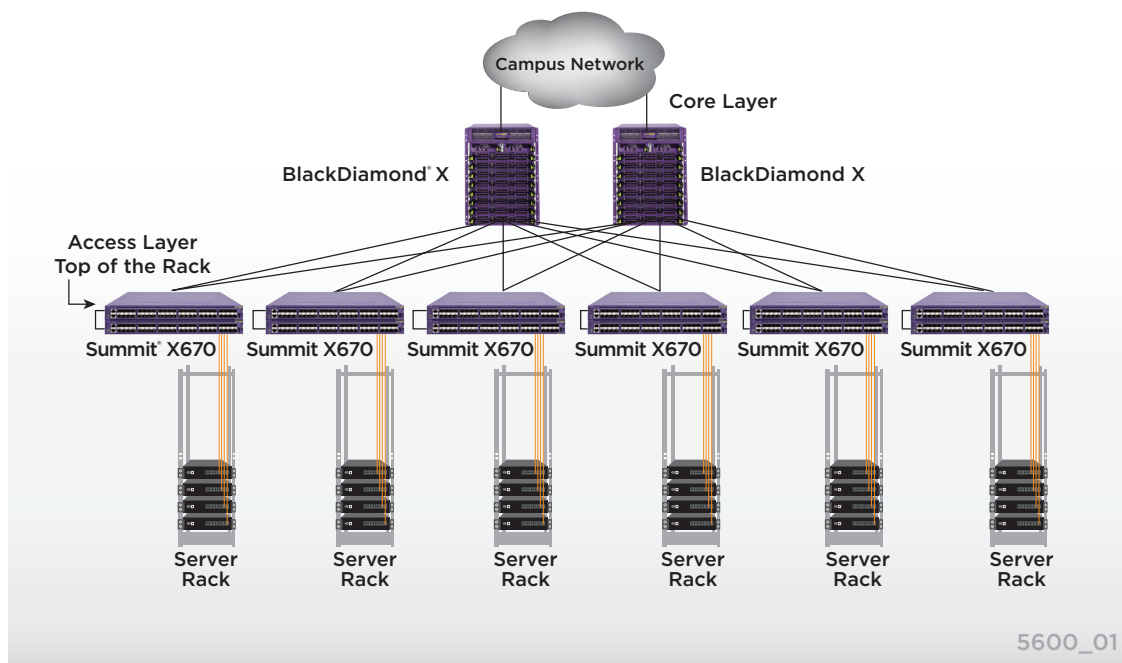 Campus Network
Core Layer
BlackDiamond® X
BlackDiamond X
Access Layer
Top of the Rack
Summit® X670
Summit X670
Summit X670
Summit X670
Summit X670
Summit X670
Server
Rack
Server
Rack
Server
Rack
Server
Rack
Server
Rack
Server
Rack
5600_01